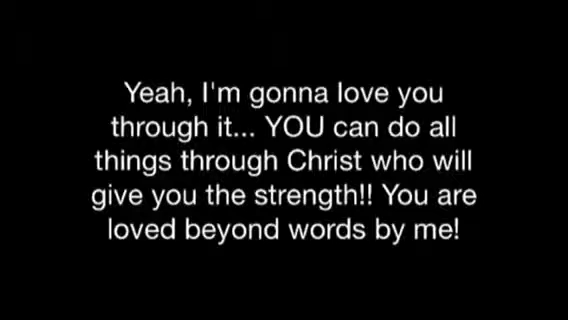 Yeah, I'm gonna love you
through it... YOU can do all
things through Christ who will
give you the strength!! You are
loved beyond words by me!